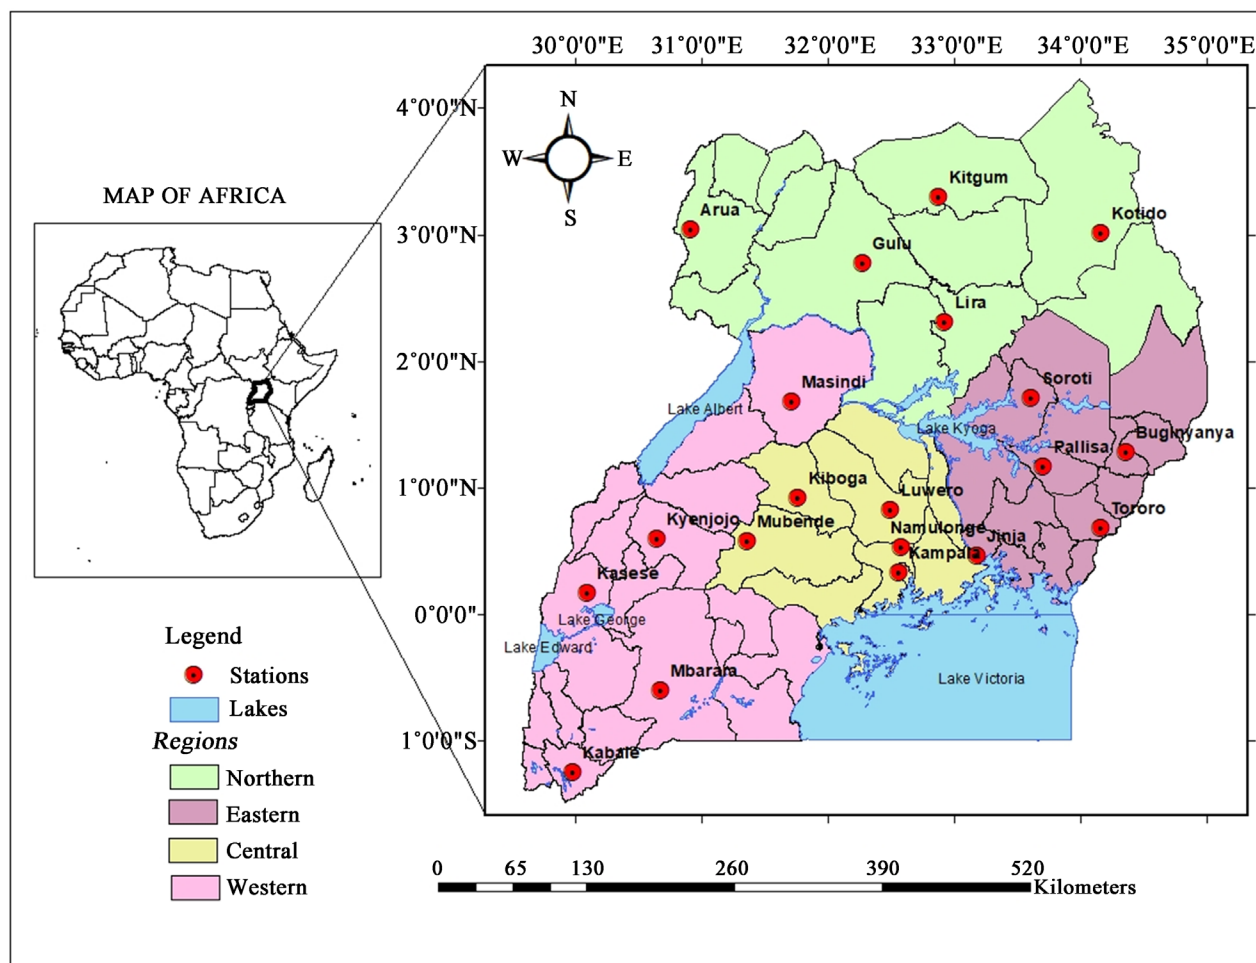 30°0'0"E 31°0'0"E 32°0'0"E 33°0'0"E 34°0'0"E 35°0'0"E
4°0'0"N
3°0'0"N
2°0'0"N
1°0'0"N
0°0'0"
1°0'0"S
N
W E
S
MAP OF AFRICA
Kitgum
Arua
Kotido
Gulu
Lira
Masindi
Soroti
Lake Albert
Lake Kyoga
Buginyanya
Pallisa
Kiboga
Luwero
Tororo
Kyenjojo
Mubende
Namulonge
Jinja
Kampala
Kasese
Lake George
Lake Edward
Mbarara
Lake Victoria
Kabale
Legend
Stations
Lakes
Regions
Northern
Eastern
Central
Western
0 65 130 260 390 520
Kilometers